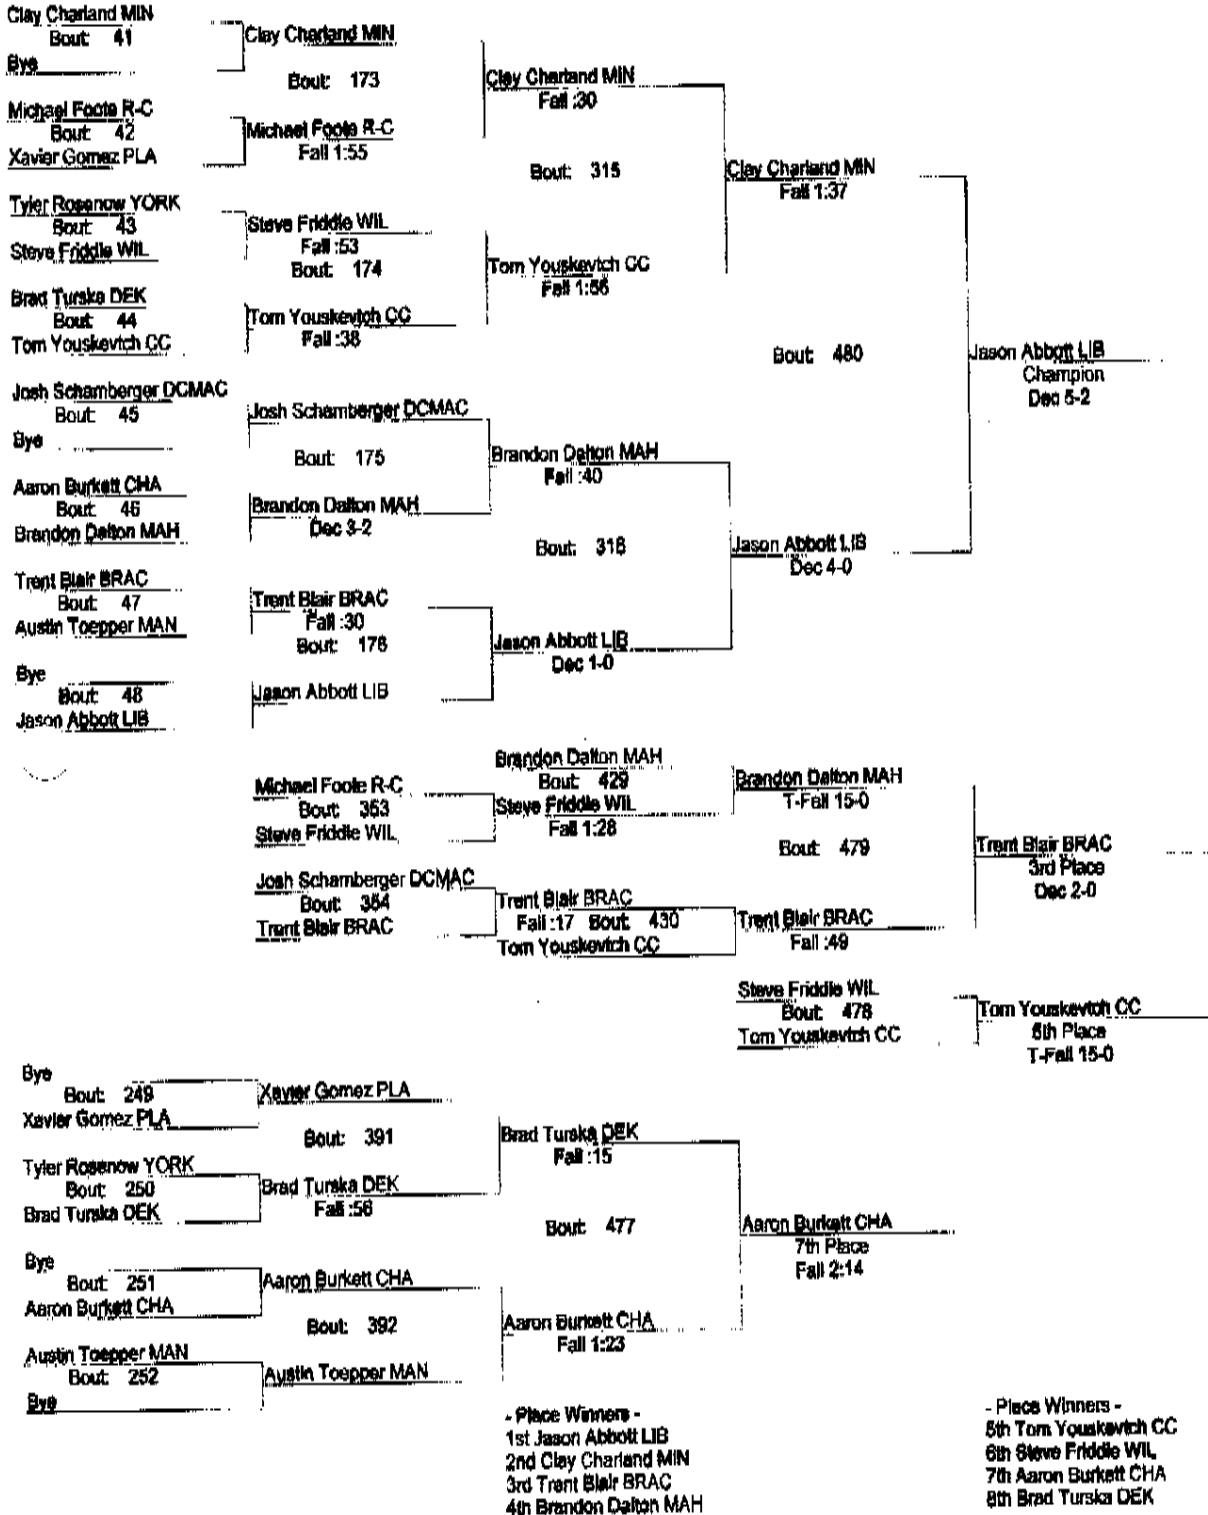 Clay Charland MIN
Bout: 41
Bye
Clay Charland MIN
Bout: 173
Michael Foote R-C
Bout: 42
Xavier Gomez PLA
Michael Foote R-C
Fall 1:55
Clay Charland MIN
Fall :30
Bout: 315
Tyler Rosenow YORK
Bout: 43
Steve Friddle WIL
Steve Friddle WIL
Fall :53
Bout: 174
Brad Turska DEK
Bout: 44
Tom Youskevtch CC
Tom Youskevtch CC
Fall :38
Tom Youskevtch CC
Fall 1:56
Clay Charland MIN
Fall 1:37
Bout: 480
Josh Schamberger DCMAC
Bout: 45
Bye
Josh Schamberger DCMAC
Bout: 175
Aaron Burkett CHA
Bout: 46
Brandon Dalton MAH
Brandon Dalton MAH
Dec 3-2
Brandon Dalton MAH
Fall :40
Bout: 316
Trent Blair BRAC
Bout: 47
Austin Toepper MAN
Trent Blair BRAC
Fall :30
Bout: 176
Bye
Bout: 48
Jason Abbott LIB
Jason Abbott LIB
Jason Abbott LIB
Dec 1-0
Jason Abbott LIB
Dec 4-0
Jason Abbott LIB
Champion
Dec 5-2
Michael Foote R-C
Bout: 353
Steve Friddle WIL
Brandon Dalton MAH
Bout: 429
Steve Friddle WIL
Fall 1:28
Brandon Dalton MAH
T-Fall 15-0
Bout: 479
Josh Schamberger DCMAC
Bout: 354
Trent Blair BRAC
Trent Blair BRAC
Fall :17 Bout: 430
Tom Youskevtch CC
Trent Blair BRAC
Fall :49
Trent Blair BRAC
3rd Place
Dec 2-0
Steve Friddle WIL
Bout: 478
Tom Youskevtch CC
Tom Youskevtch CC
5th Place
T-Fall 15-0
Bye
Bout: 249
Xavier Gomez PLA
Xavier Gomez PLA
Bout: 391
Tyler Rosenow YORK
Bout: 250
Brad Turska DEK
Brad Turska DEK
Fall :56
Brad Turska DEK
Fall :15
Bout: 477
Bye
Bout: 251
Aaron Burkett CHA
Aaron Burkett CHA
Bout: 392
Austin Toepper MAN
Bout: 252
Bye
Austin Toepper MAN
Aaron Burkett CHA
Fall 1:23
Aaron Burkett CHA
7th Place
Fall 2:14
- Place Winners -
1st Jason Abbott LIB
2nd Clay Charland MIN
3rd Trent Blair BRAC
4th Brandon Dalton MAH
- Place Winners -
5th Tom Youskevtch CC
6th Steve Friddle WIL
7th Aaron Burkett CHA
8th Brad Turska DEK